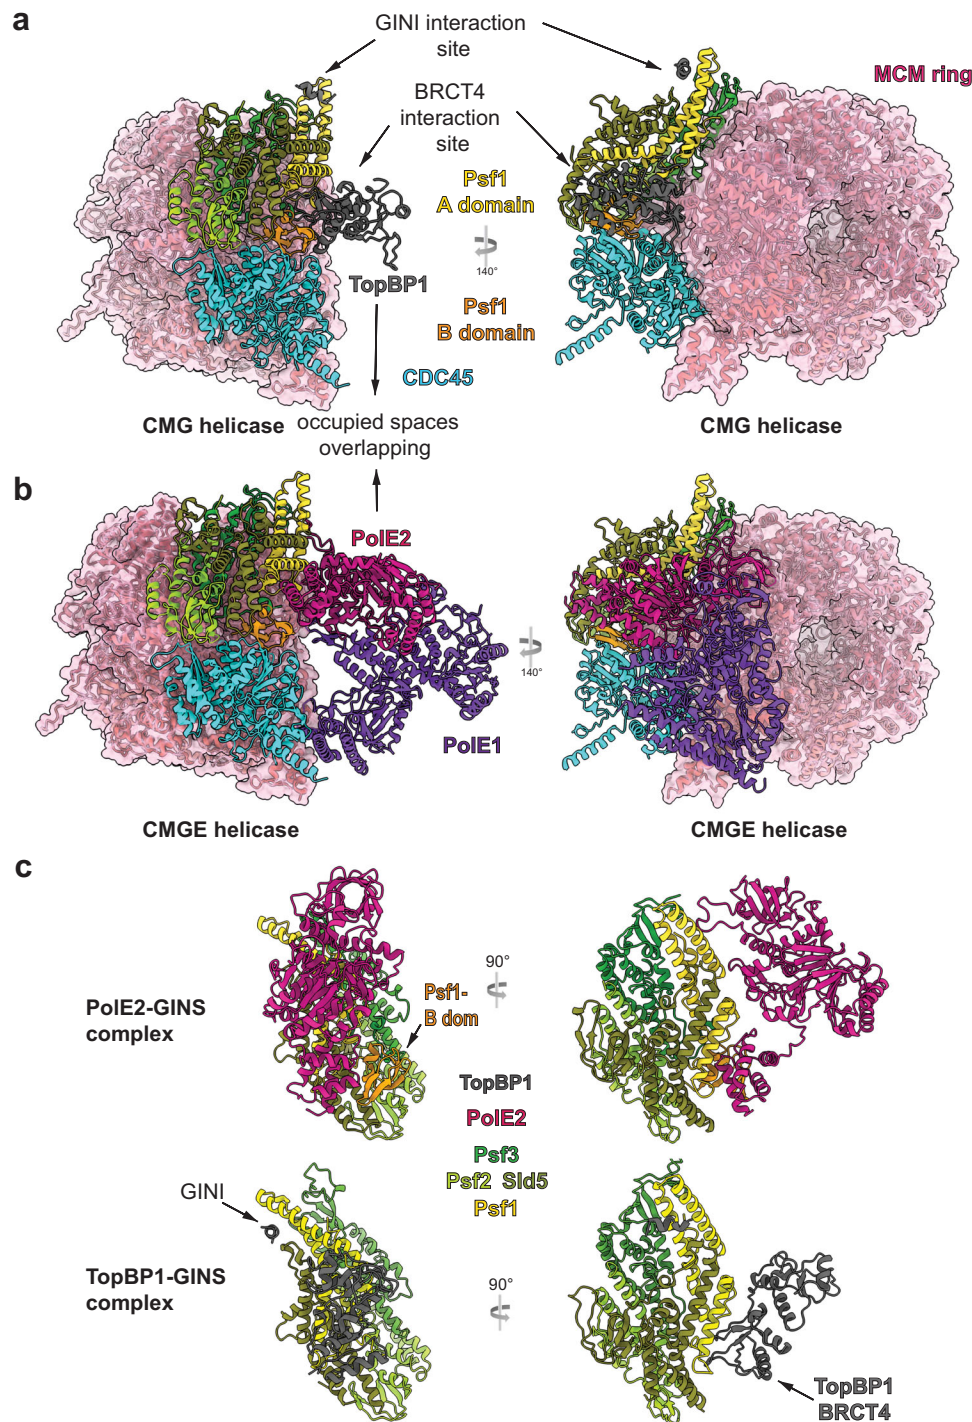 a
GINI interaction
site
MCM ring
BRCT4
interaction
site
Psf1
A domain
140°
TopBP1
Psf1
B domain
CDC45
CMG helicase
occupied spaces
overlapping
CMG helicase
b
PolE2
140°
PolE1
CMGE helicase
CMGE helicase
c
90°
PolE2-GINS
complex
Psf1-
B dom
TopBP1
PolE2
Psf3
Psf2 Sld5
Psf1
GINI
TopBP1-GINS
complex
90°
TopBP1
BRCT4